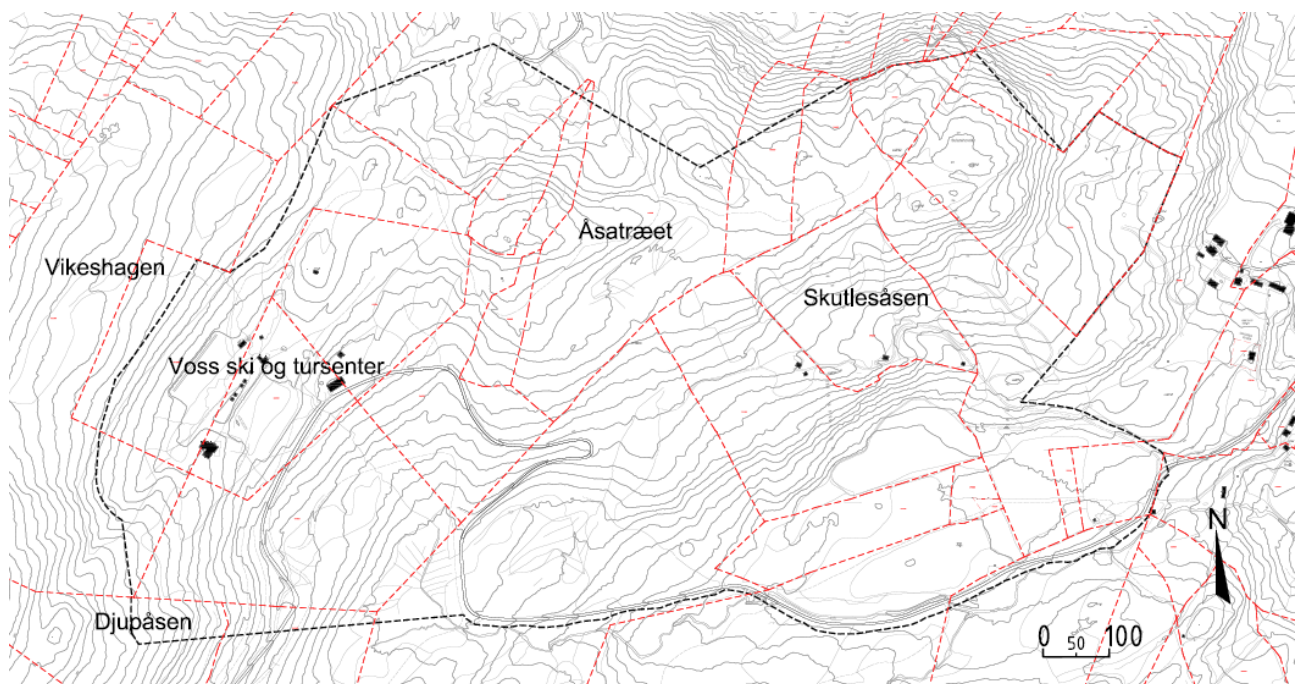 Åsatræet
Vikeshagen
Skutlesåsen
Voss ski og tursenter
N
Djupåsen
0 50 100